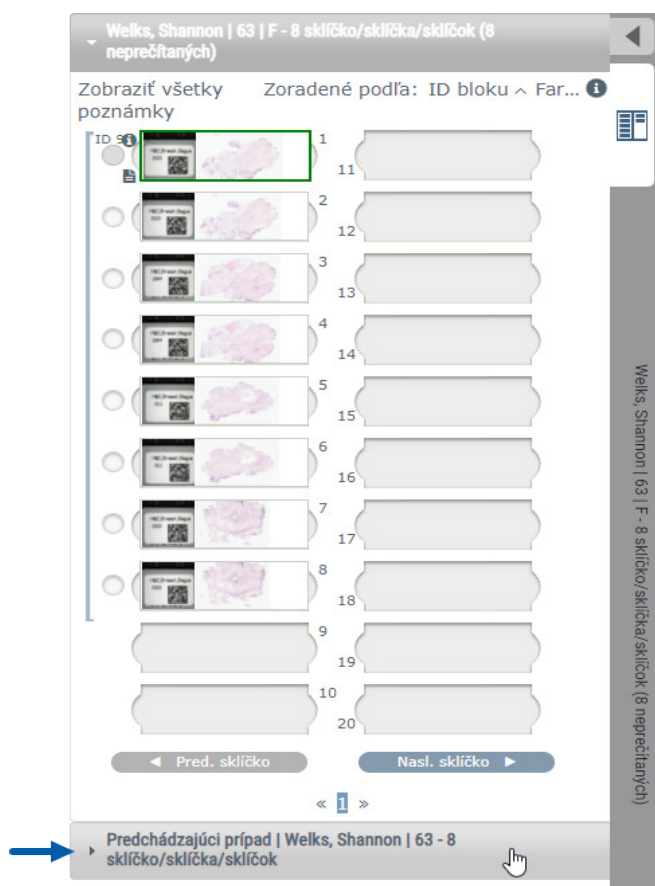 Welks, Shannon | 63 | F - 8 sklíčko/sklíčka/sklíčok (8
neprečítaných)
Zobraziť všetky
poznámky
Zoradené podľa: ID bloku Far...
ID 9
1
11
2
12
3
13
4
14
5
15
6
16
7
17
8
18
9
19
10
20
Pred. sklíčko
Nasl. sklíčko
« 1 »
Predchádzajúci prípad | Welks, Shannon | 63 - 8
sklíčko/sklíčka/sklíčok
Welks, Shannon | 63 | F - 8 sklíčko/sklíčka/sklíčok (8 neprečítaných)